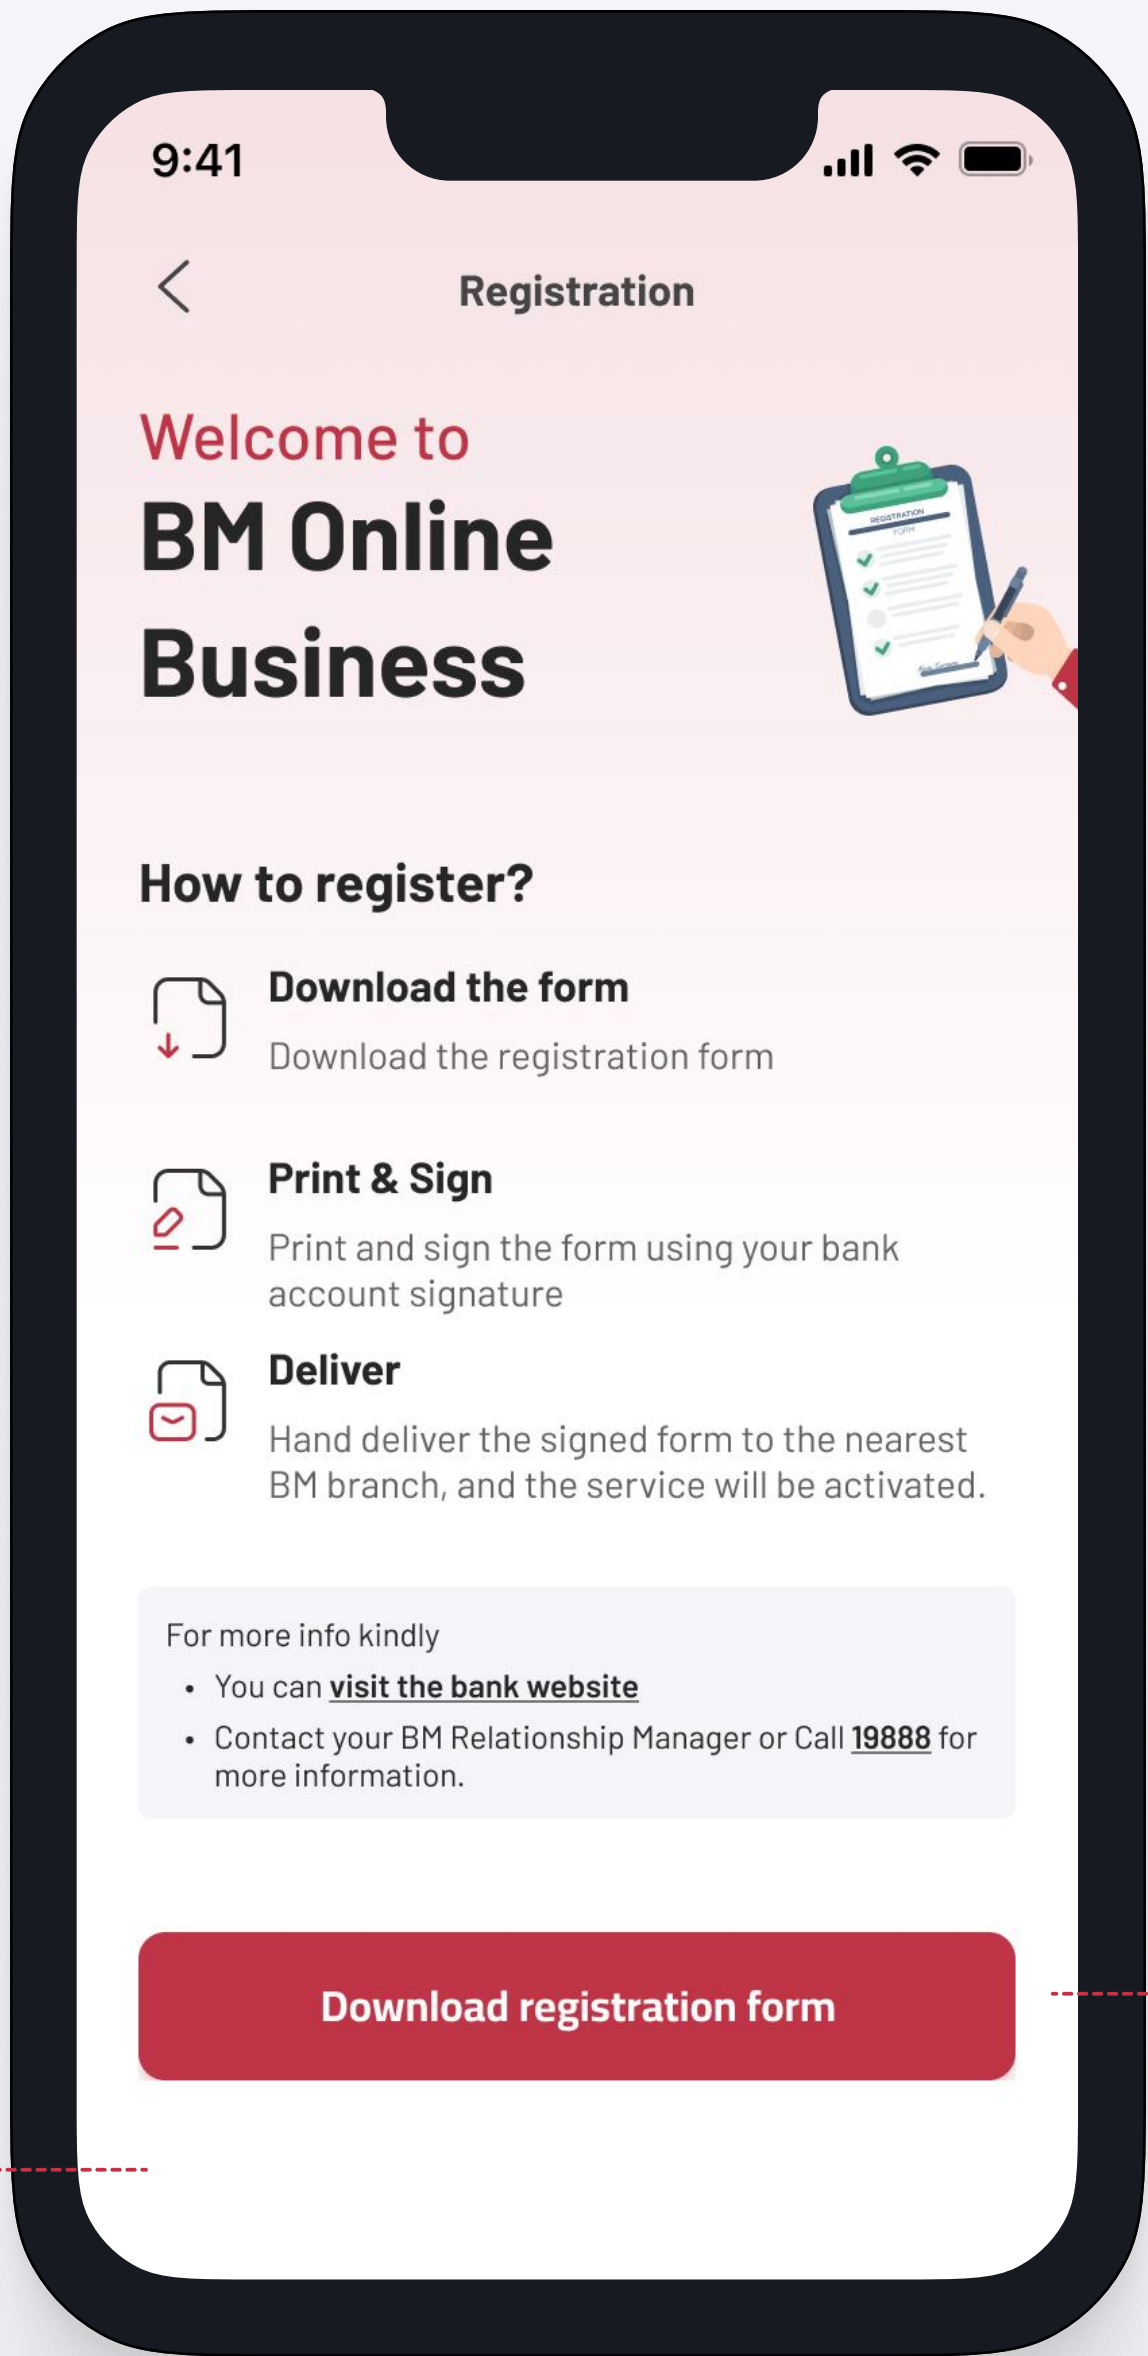 9:41
Registration
Welcome to
BM Online
Business
REGISTRATION
FORM
How to register?
Download the form
Download the registration form
Print & Sign
Print and sign the form using your bank
account signature
Deliver
Hand deliver the signed form to the nearest
BM branch, and the service will be activated.
For more info kindly
• You can visit the bank website
• Contact your BM Relationship Manager or Call 19888 for
more information.
Download registration form